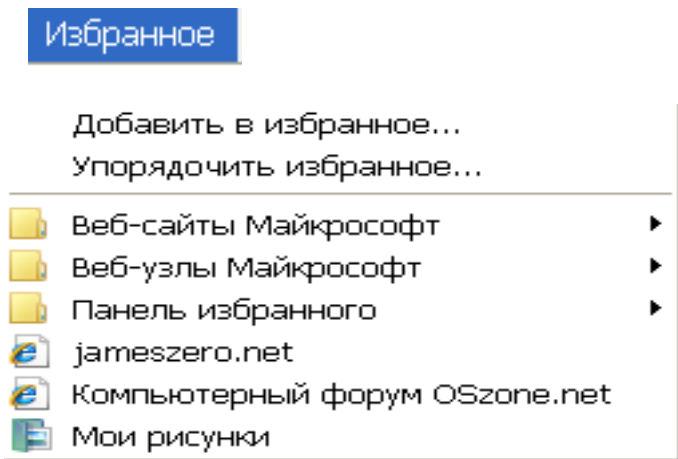 Избранное
Добавить в избранное...
Упорядочить избранное...
Веб-сайты Майкрософт
Веб-узлы Майкрософт
Панель избранного
jameszero.net
Компьютерный форум OSzone.net
Мои рисунки